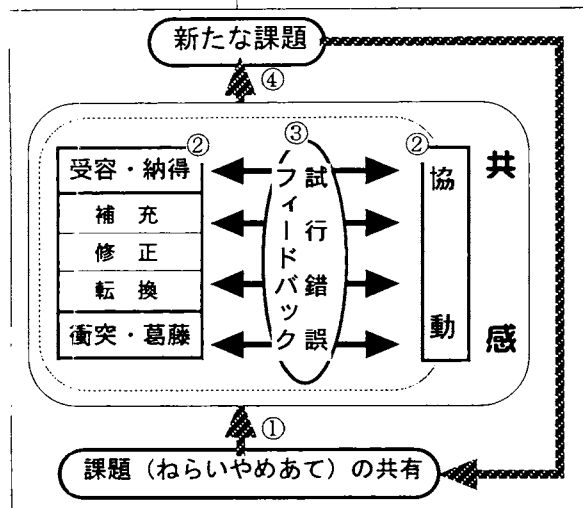 新たな課題
④
② ③ ②
受容・納得
補充
修正
転換
衝突・葛藤
フィードバック
試行錯誤
協動
共感
①
課題（ねらいやめあて）の共有